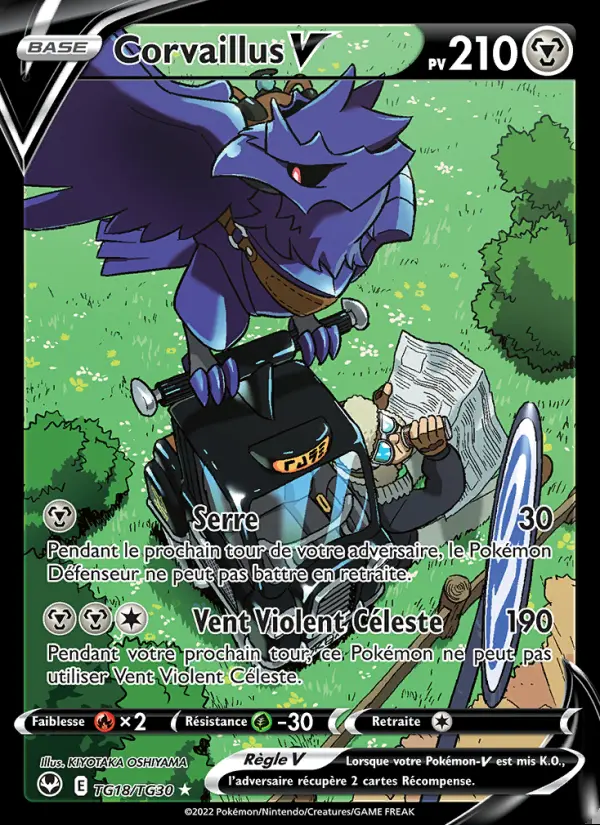 BASE Corvaillus V PV 210
Serre 30
Pendant le prochain tour de votre adversaire, le Pokémon
Défenseur ne peut pas battre en retraite.
Vent Violent Céleste 190
Pendant votre prochain tour, ce Pokémon ne peut pas
utiliser Vent Violent Céleste.
Faiblesse ×2 Résistance -30 Retraite
Illus. KIYOTAKA OSHIYAMA
Règle V Lorsque votre Pokémon-V est mis K.O.,
l'adversaire récupère 2 cartes Récompense.
E TG18/TG30 ★
©2022 Pokémon/Nintendo/Creatures/GAME FREAK